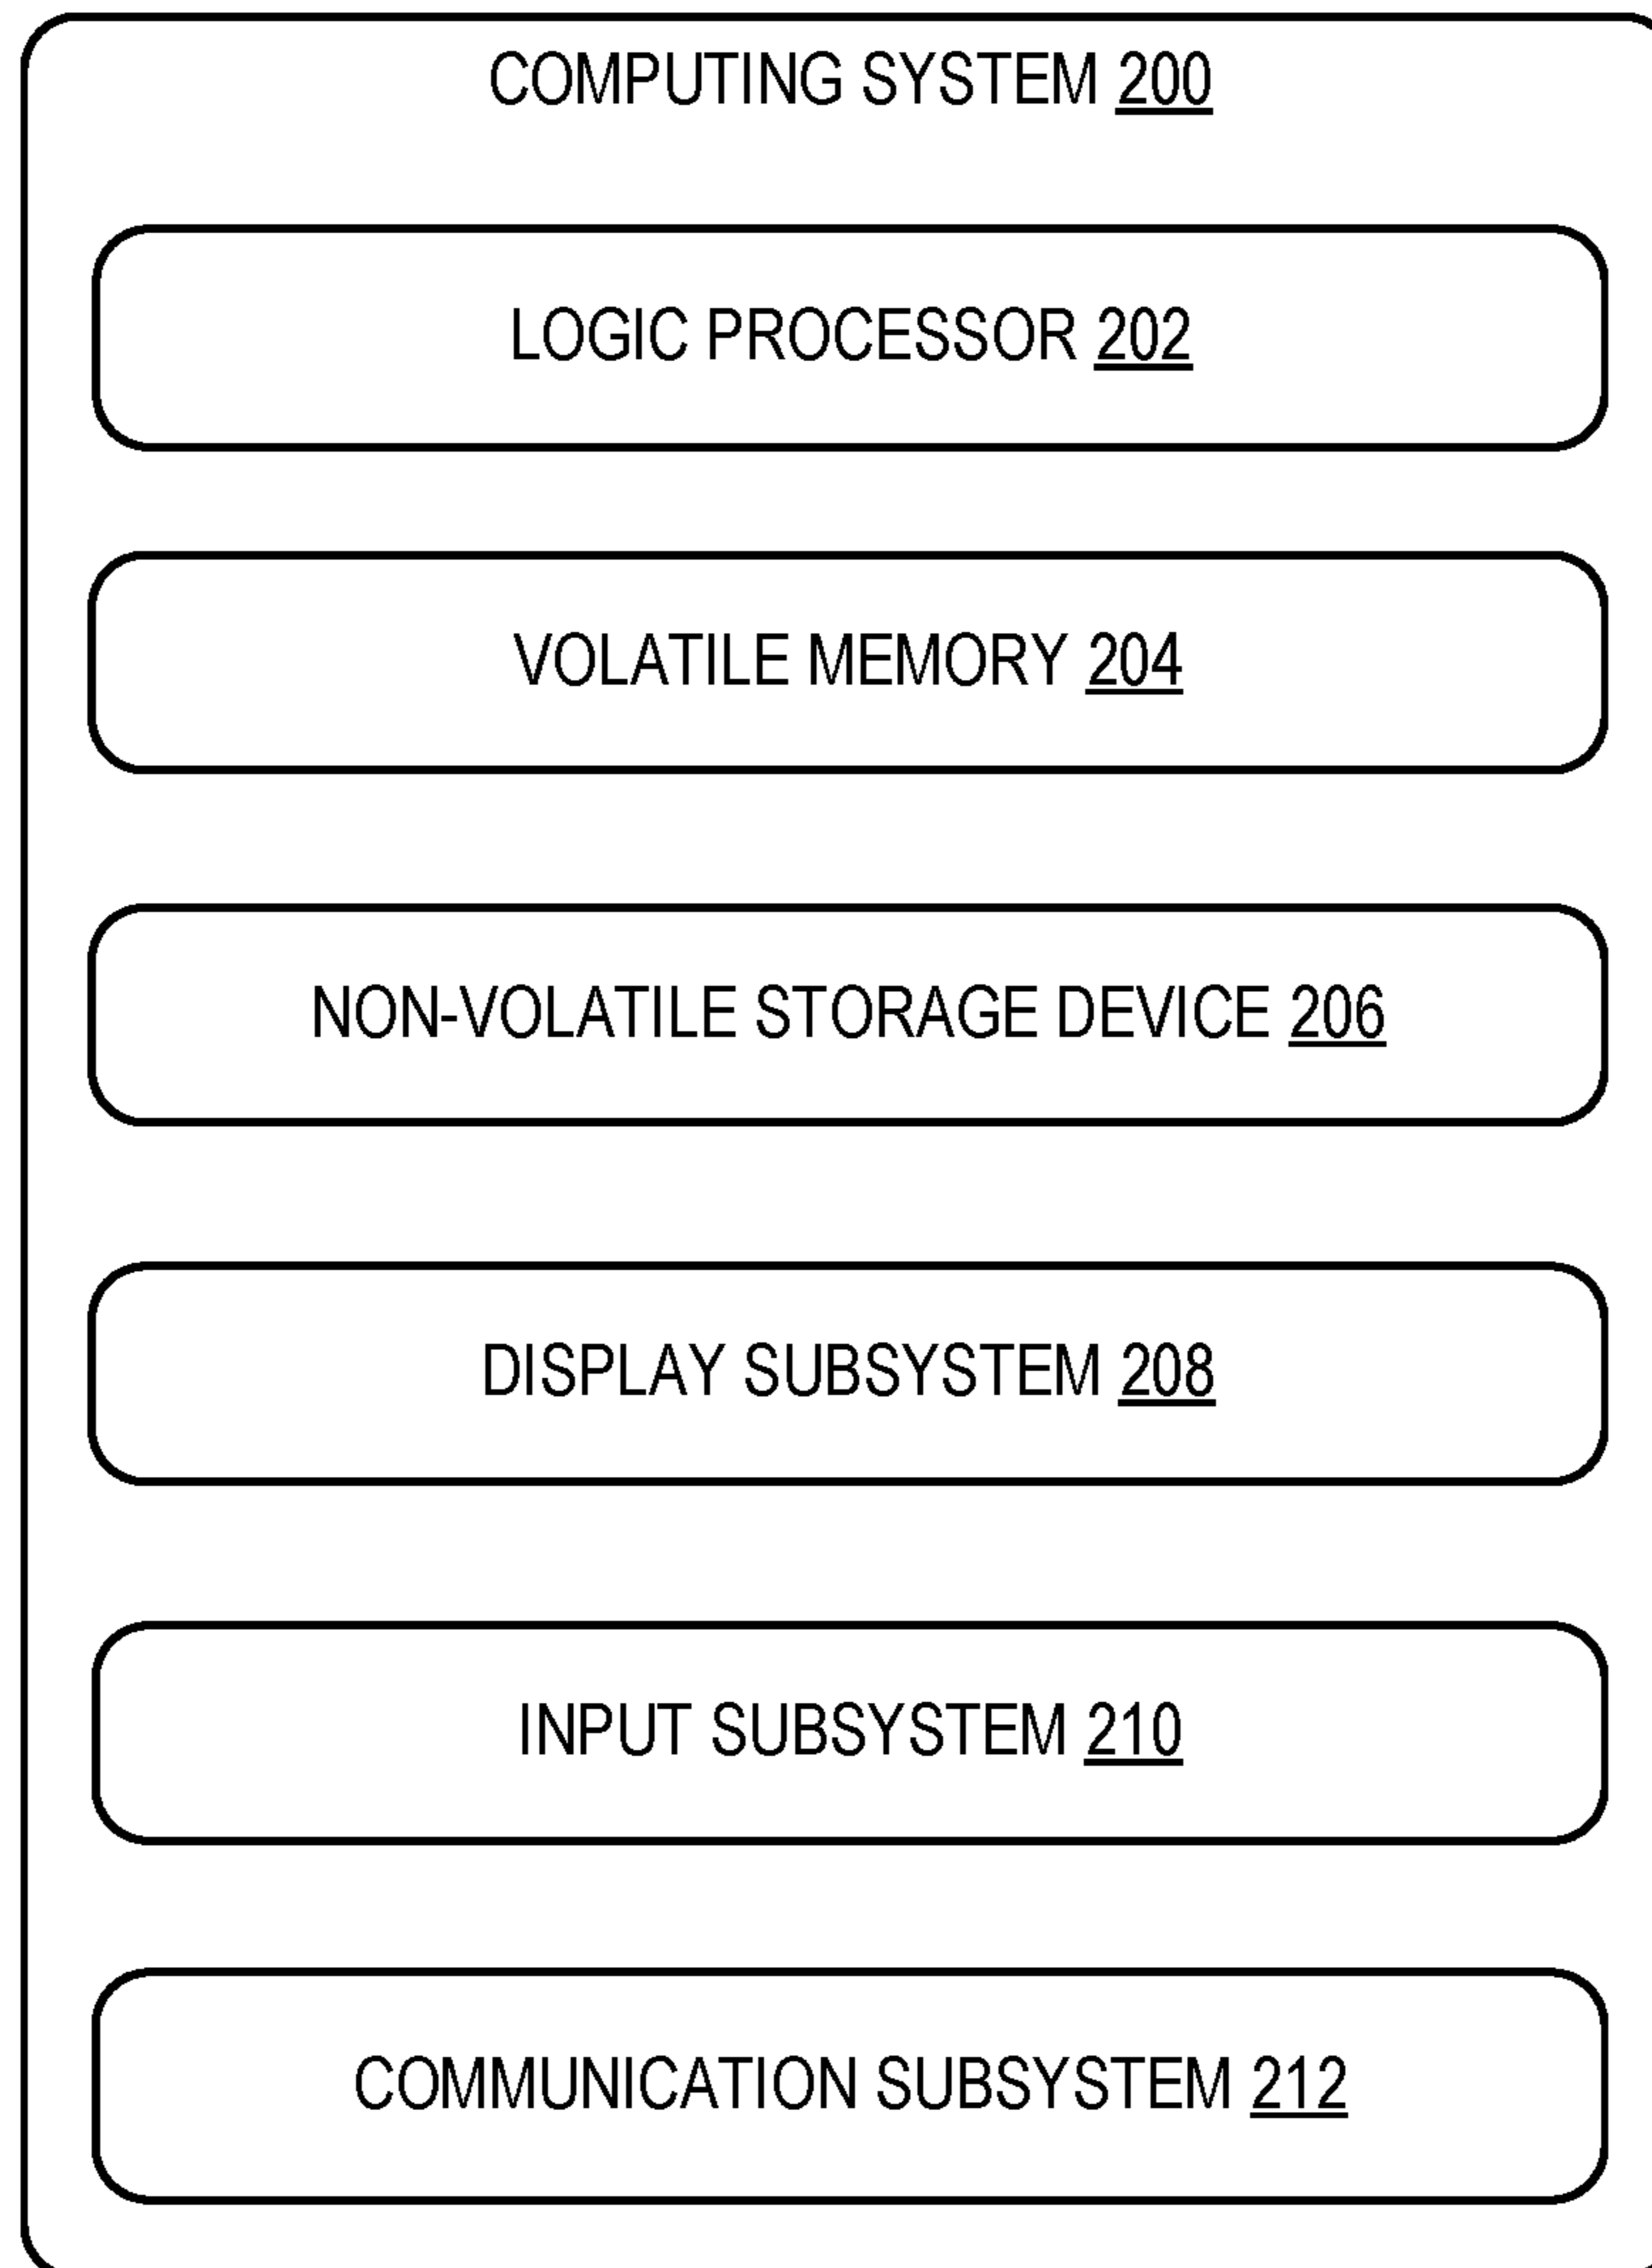 COMPUTING SYSTEM 200
LOGIC PROCESSOR 202
VOLATILE MEMORY 204
NON-VOLATILE STORAGE DEVICE 206
DISPLAY SUBSYSTEM 208
INPUT SUBSYSTEM 210
COMMUNICATION SUBSYSTEM 212